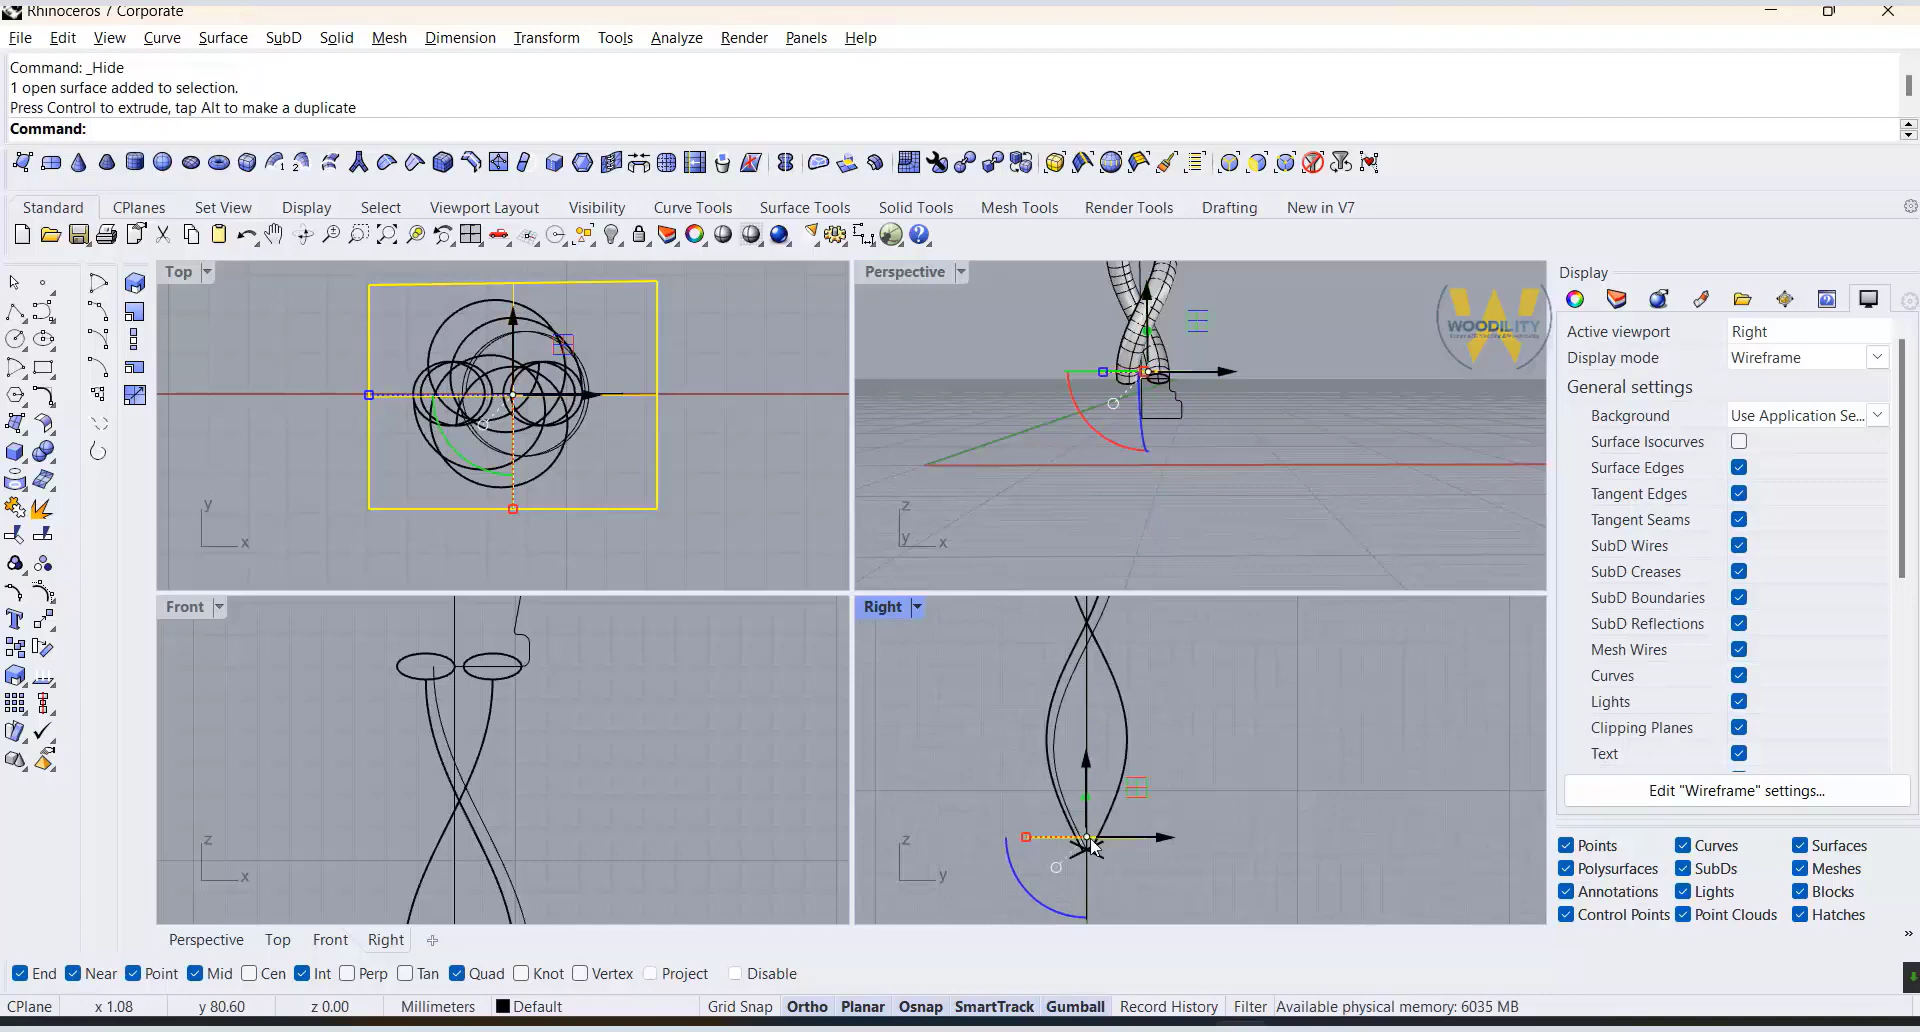 Rhinoceros 7 Corporate
File Edit View Curve Surface SubD Solid Mesh Dimension Transform Tools Analyze Render Panels Help
Command: _Hide
1 open surface added to selection.
Press Control to extrude, tap Alt to make a duplicate
Command:
Standard CPlanes Set View Display Select Viewport Layout Visibility Curve Tools Surface Tools Solid Tools Mesh Tools Render Tools Drafting New in V7
Top
y
x
Perspective
z
y
x
WOODILITY
Front
z
x
Right
z
y
Display
Active viewport Right
Display mode Wireframe
General settings
Background Use Application Se...
Surface Isocurves
Surface Edges
Tangent Edges
Tangent Seams
SubD Wires
SubD Creases
SubD Boundaries
SubD Reflections
Mesh Wires
Curves
Lights
Clipping Planes
Text
Edit "Wireframe" settings...
Points Curves Surfaces
Polysurfaces SubDs Meshes
Annotations Lights Blocks
Control Points Point Clouds Hatches
»
Perspective Top Front Right
End Near Point Mid Cen Int Perp Tan Quad Knot Vertex Project Disable
CPlane x 1.08 y 80.60 z 0.00 Millimeters Default Grid Snap Ortho Planar Osnap SmartTrack Gumball Record History Filter Available physical memory: 6035 MB